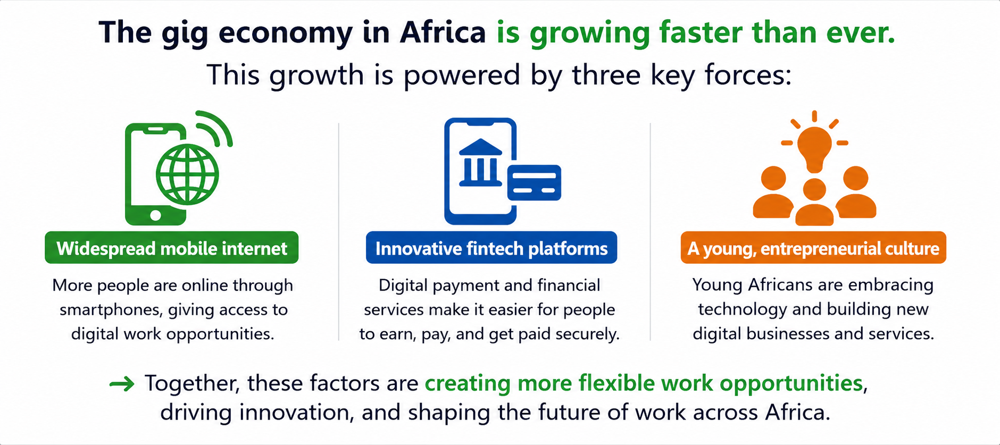 The gig economy in Africa is growing faster than ever.
This growth is powered by three key forces:
Widespread mobile internet
More people are online through
smartphones, giving access to
digital work opportunities.
Innovative fintech platforms
Digital payment and financial
services make it easier for people
to earn, pay, and get paid securely.
A young, entrepreneurial culture
Young Africans are embracing
technology and building new
digital businesses and services.
→ Together, these factors are creating more flexible work opportunities,
driving innovation, and shaping the future of work across Africa.